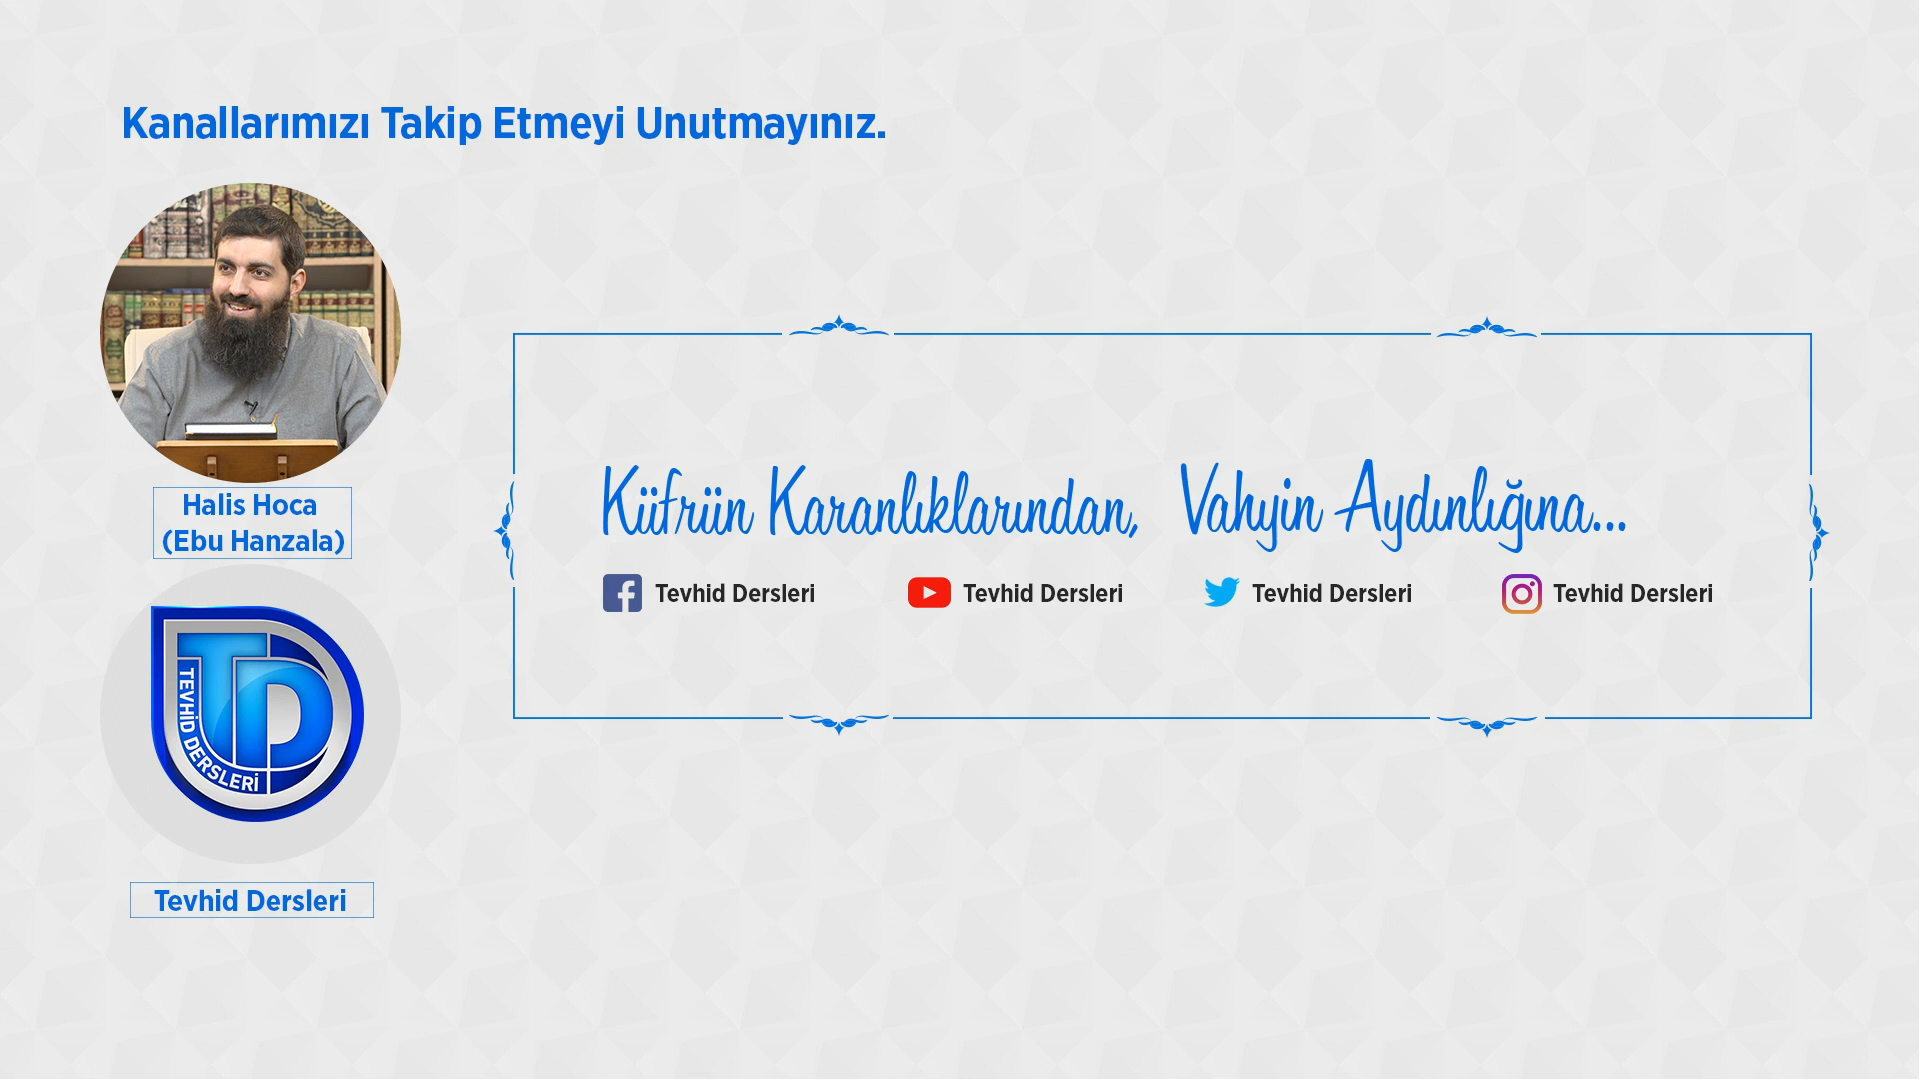 Kanallarımızı Takip Etmeyi Unutmayınız.
Halis Hoca
(Ebu Hanzala)
Küfrün Karanlıklarından, Vahyin Aydınlığına...
Tevhid Dersleri Tevhid Dersleri Tevhid Dersleri Tevhid Dersleri
TD
TEVHİD DERSLERİ
Tevhid Dersleri